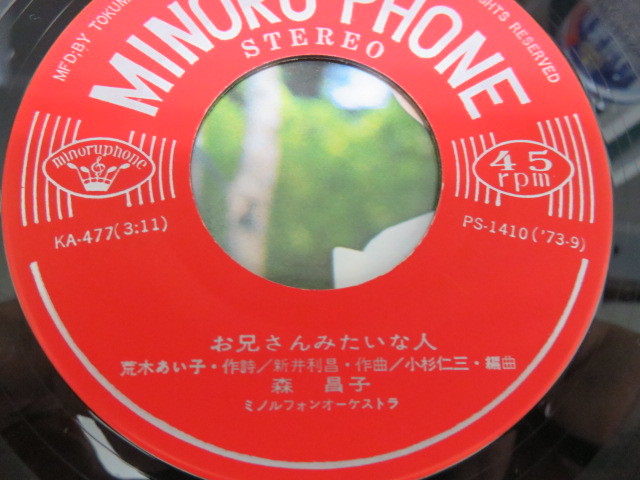 MFD;BY TOKUM
RIGHTS RESERVED
MINORU PHONE
STEREO
minoruphone
45
rpm
KA-477(3:11)
PS-1410('73-9)
お兄さんみたいな人
荒木あい子・作詩/新井利昌・作曲/小杉仁三・編曲
森 昌子
ミノルフォンオーケストラ